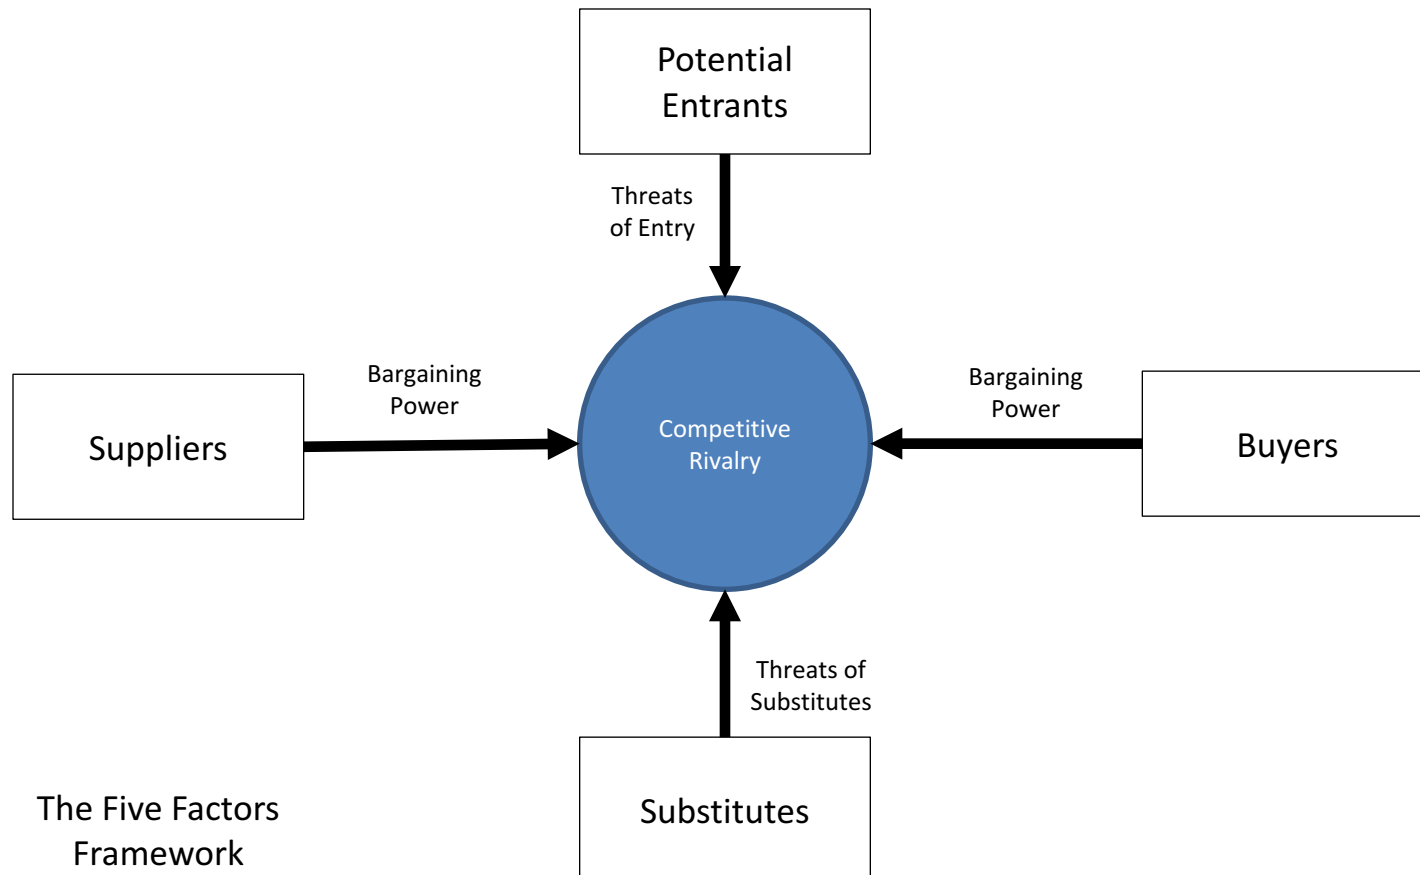 Potential
Entrants
Threats
of Entry
Bargaining
Power
Bargaining
Power
Suppliers
Competitive
Rivalry
Buyers
Threats of
Substitutes
Substitutes
The Five Factors
Framework